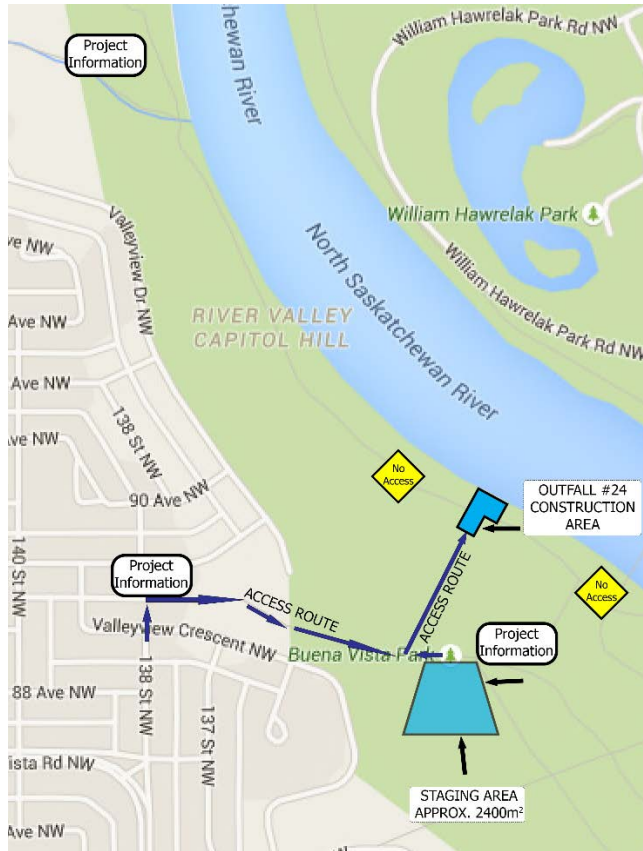 William Hawrelak Park Rd NW
Project
Information
katchewan River
Valleyview Dr NW
Ave NW
William Hawrelak Park
North Saskatchewan River
William Hawrelak Park Rd NW
RIVER VALLEY
CAPITOL HILL
Ave NW
Ave NW
138 St NW
Ave NW
90 Ave NW
No
Access
OUTFALL #24
CONSTRUCTION
AREA
140 St NW
Project
Information
ACCESS ROUTE
ACCESS ROUTE
No
Access
Valleyview Crescent NW
Buena Vista Park
Project
Information
88 Ave NW
138 St NW
137 St NW
ista Rd NW
STAGING AREA
APPROX. 2400m²
Ave NW